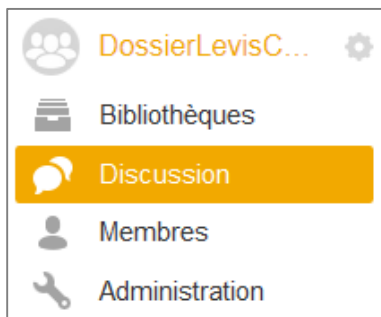 DossierLevisC...
Bibliothèques
Discussion
Membres
Administration